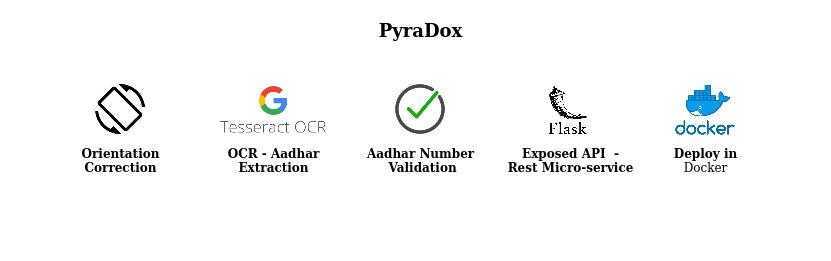 PyraDox
Tesseract OCR
Flask
docker
Orientation
Correction
OCR - Aadhar
Extraction
Aadhar Number
Validation
Exposed API -
Rest Micro-service
Deploy in
Docker